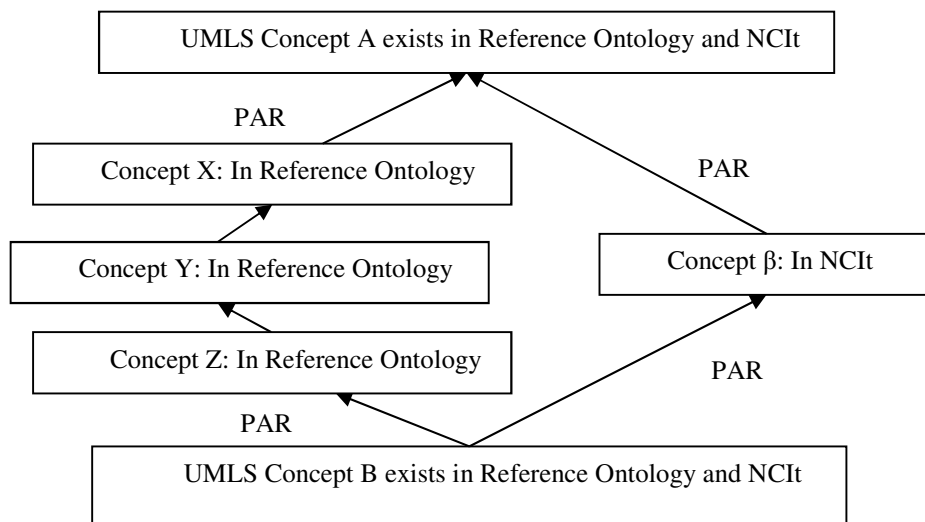 UMLS Concept A exists in Reference Ontology and NCIt
PAR
Concept X: In Reference Ontology
PAR
Concept Y: In Reference Ontology
Concept β: In NCIt
Concept Z: In Reference Ontology
PAR
PAR
UMLS Concept B exists in Reference Ontology and NCIt